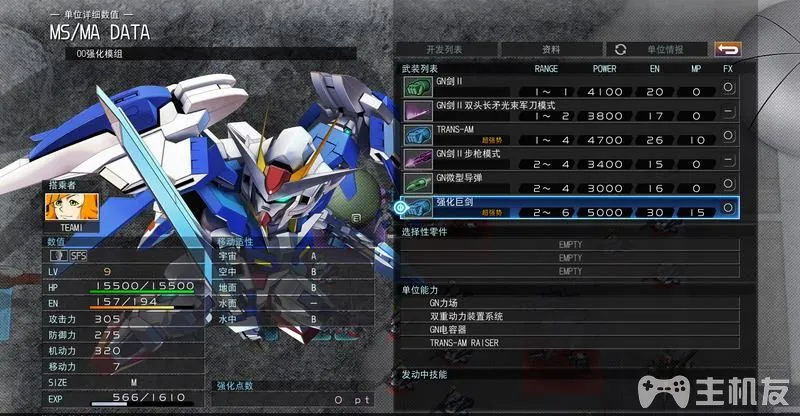 单位详细数值
MS/MA DATA
00强化模组
搭乘者
TEAM1
数值
SFS
LV 9
HP 15500/15500
EN 157/194
攻击力 305
防御力 275
机动力 320
移动力 7
SIZE M
EXP 566/1610
移动适性
宇宙 A
空中 B
地面 B
水面 —
水中 B
强化点数
0 pt
开发列表 资料 单位情报
武装列表 RANGE POWER EN MP FX
GN剑II 1～ 1 4100 20 0
GN剑II双头长矛光束军刀模式 1～ 2 3800 17 0 —
TRANS-AM 超强势 1～ 4 4700 26 10
GN剑II步枪模式 2～ 4 3400 15 0 —
GN微型导弹 2～ 4 3000 16 0
强化巨剑 超强势 2～ 6 5000 30 15
选择性零件
EMPTY
EMPTY
EMPTY
单位能力
GN力场
双重动力装置系统
GN电容器
TRANS-AM RAISER
发动中技能
主机友